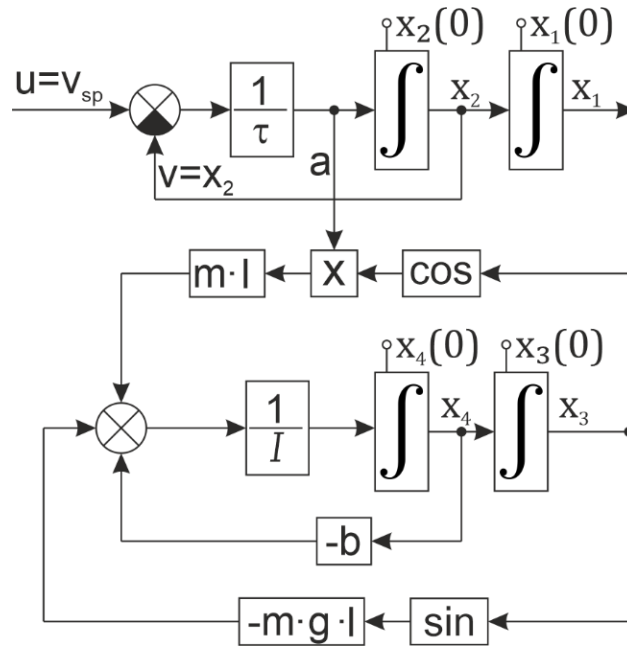 x₂(0)
x₁(0)
u=vₛₚ
1
τ
∫
x₂
∫
x₁
v=x₂
a
m·l
x
cos
x₄(0)
x₃(0)
1
I
∫
x₄
∫
x₃
-b
-m·g·l
sin